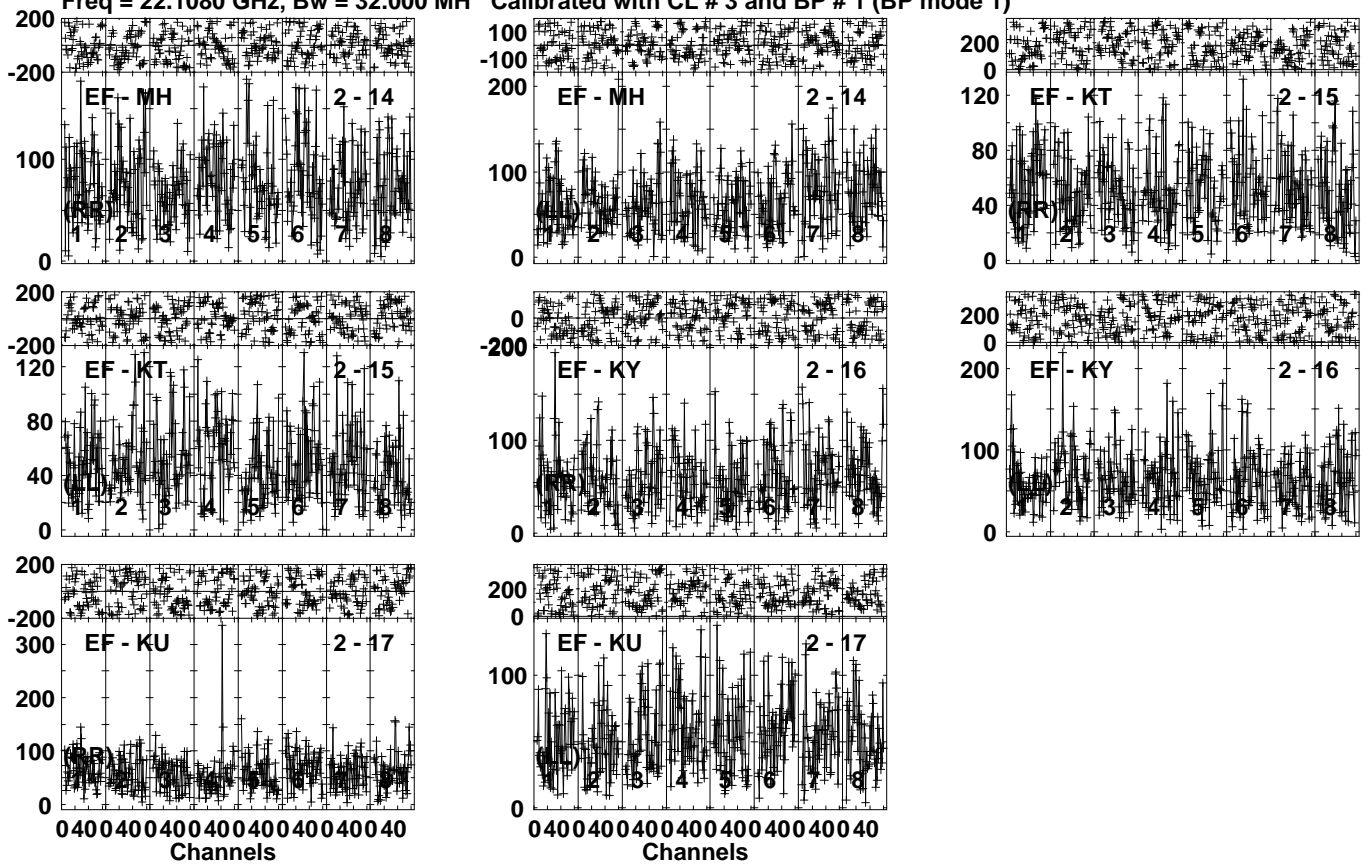 Freq = 22.1080 GHz, Bw = 32.000 MH Calibrated with CL # 3 and BP # 1 (BP mode 1)
200
-200
EF - MH 2 - 14
100
(RR)
1 2 3 4 5 6 7 8
0
100
-100
200
EF - MH 2 - 14
100
(LL)
1 2 3 4 5 6 7 8
0
200
0
120
EF - KT 2 - 15
80
40
(RR)
1 2 3 4 5 6 7 8
0
200
0
-200
120
EF - KT 2 - 15
80
40
(LL)
1 2 3 4 5 6 7 8
0
0
-200
200
EF - KY 2 - 16
100
(RR)
1 2 3 4 5 6 7 8
0
200
0
200
EF - KY 2 - 16
100
(LL)
1 2 3 4 5 6 7 8
0
200
-200
300
EF - KU 2 - 17
200
100
(RR)
1 2 3 4 5 6 7 8
0
0 40 0 40 0 40 0 40 0 40 0 40 0 40 0 40
Channels
200
0
EF - KU 2 - 17
100
(LL)
1 2 3 4 5 6 7 8
0
0 40 0 40 0 40 0 40 0 40 0 40 0 40 0 40
Channels